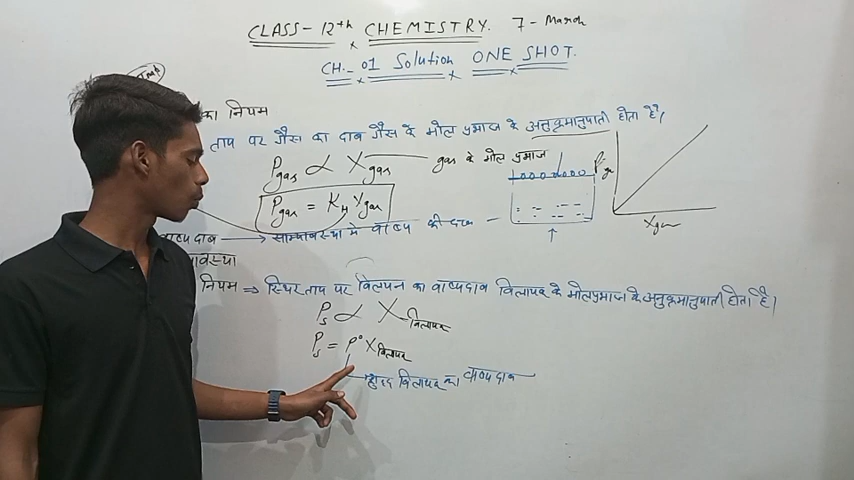 CLASS - 12th CHEMISTRY. 7 - March
CH - 01 Solution ONE SHOT.
का नियम
ताप पर गैस का दाब गैस के मोल प्रभाज के अनुक्रमानुपाती होता है।
Pgas ∝ Xgas gas के मोल प्रभाज
Pgas = KH Xgas
Xgas
वाष्प दाब → साम्यावस्था में वाष्प की दाब -
नियम ⇒ स्थिर ताप पर विलयन का वाष्पदाब विलायक के मोलप्रभाज के अनुक्रमानुपाती होता है।
Ps ∝ Xविलायक
Ps = P° Xविलायक
शुद्ध विलायक का वाष्प दाब